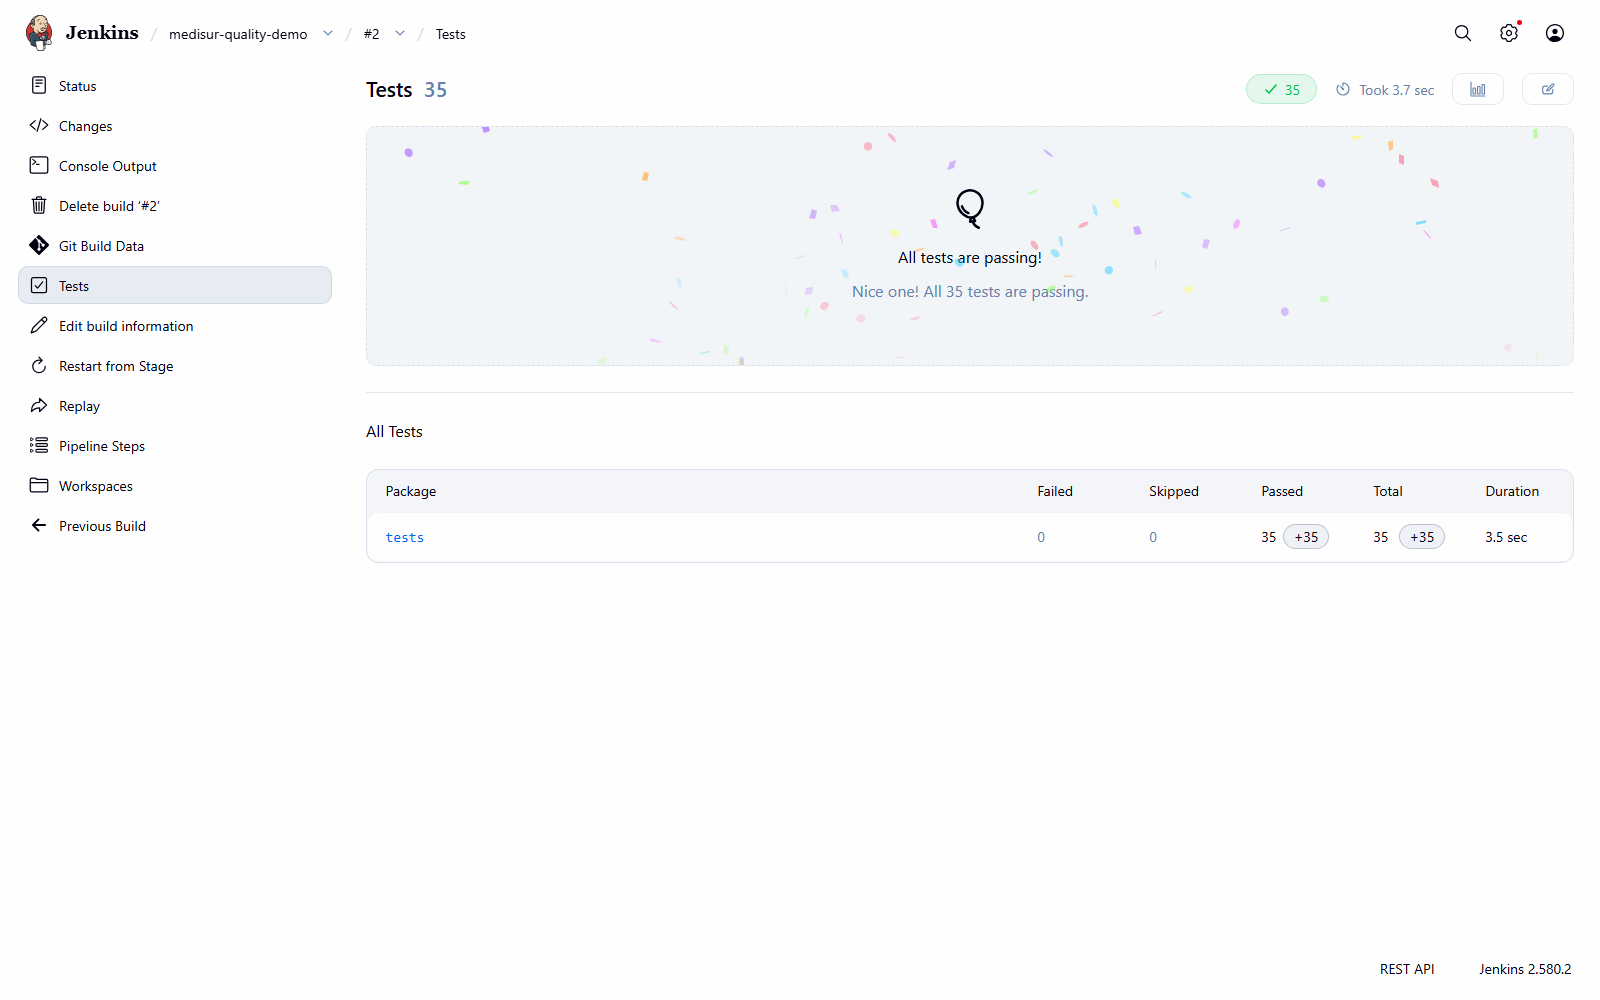 Jenkins / medisur-quality-demo / #2 / Tests
Status
Changes
Console Output
Delete build ‘#2’
Git Build Data
Tests
Edit build information
Restart from Stage
Replay
Pipeline Steps
Workspaces
Previous Build
Tests 35
35
Took 3.7 sec
All tests are passing!
Nice one! All 35 tests are passing.
All Tests
Package Failed Skipped Passed Total Duration
tests 0 0 35 +35 35 +35 3.5 sec
REST API Jenkins 2.580.2